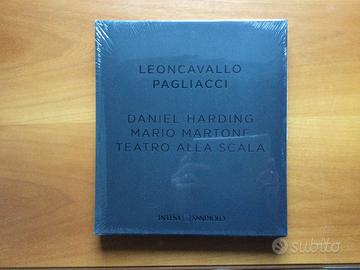 LEONCAVALLO
PAGLIACCI
DANIEL HARDING
MARIO MARTONE
TEATRO ALLA SCALA
INTESA SANPAOLO
subito